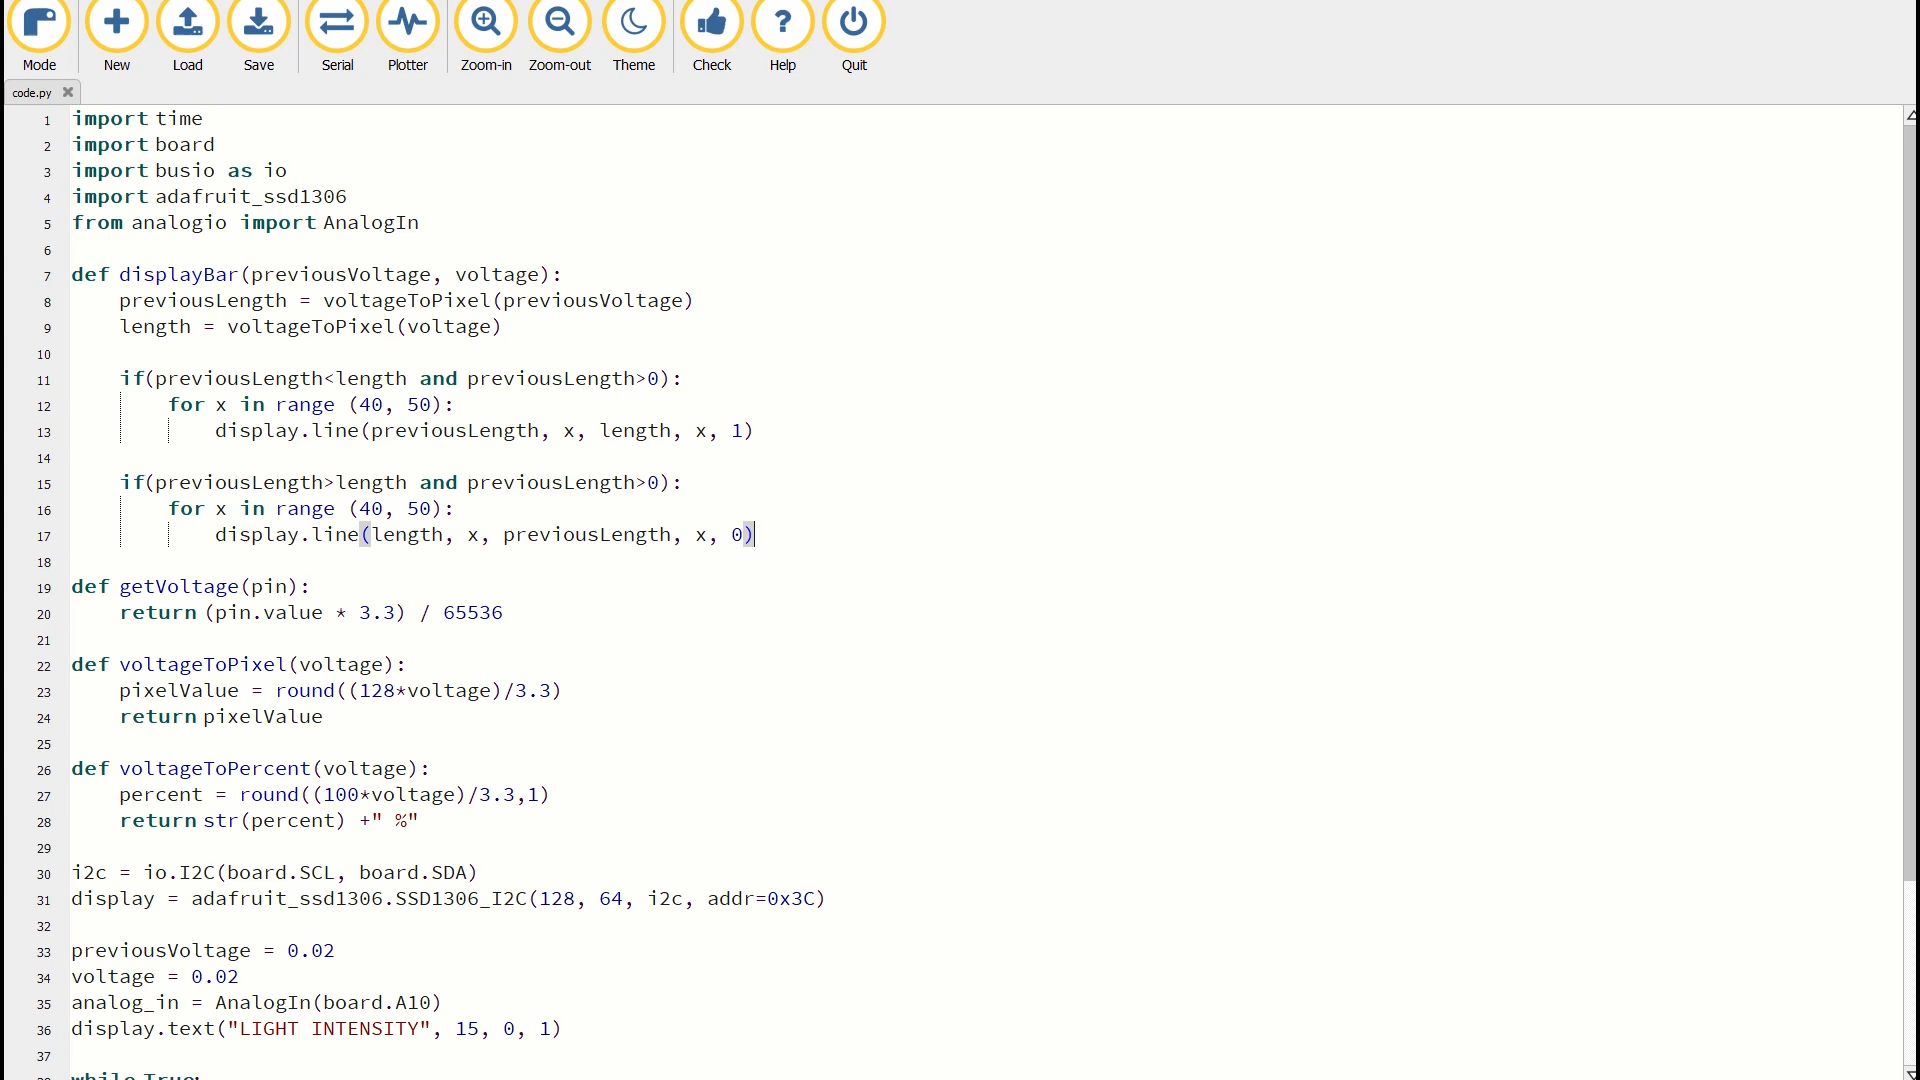 Mode New Load Save Serial Plotter Zoom-in Zoom-out Theme Check Help Quit
code.py
1 import time
2 import board
3 import busio as io
4 import adafruit_ssd1306
5 from analogio import AnalogIn
6
7 def displayBar(previousVoltage, voltage):
8 previousLength = voltageToPixel(previousVoltage)
9 length = voltageToPixel(voltage)
10
11 if(previousLength<length and previousLength>0):
12 for x in range (40, 50):
13 display.line(previousLength, x, length, x, 1)
14
15 if(previousLength>length and previousLength>0):
16 for x in range (40, 50):
17 display.line(length, x, previousLength, x, 0)
18
19 def getVoltage(pin):
20 return (pin.value * 3.3) / 65536
21
22 def voltageToPixel(voltage):
23 pixelValue = round((128*voltage)/3.3)
24 return pixelValue
25
26 def voltageToPercent(voltage):
27 percent = round((100*voltage)/3.3,1)
28 return str(percent) +" %"
29
30 i2c = io.I2C(board.SCL, board.SDA)
31 display = adafruit_ssd1306.SSD1306_I2C(128, 64, i2c, addr=0x3C)
32
33 previousVoltage = 0.02
34 voltage = 0.02
35 analog_in = AnalogIn(board.A10)
36 display.text("LIGHT INTENSITY", 15, 0, 1)
37
38 while True: